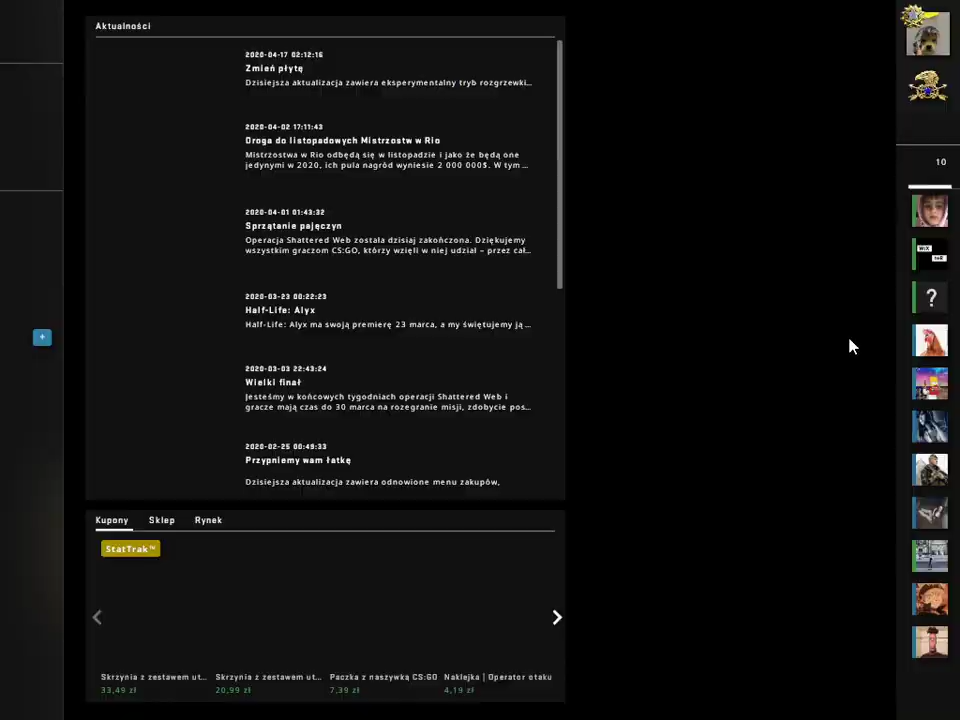 Aktualności
2020-04-17 02:12:16
Zmień płytę
Dzisiejsza aktualizacja zawiera eksperymentalny tryb rozgrzewki...
2020-04-02 17:11:43
Droga do listopadowych Mistrzostw w Rio
Mistrzostwa w Rio odbędą się w listopadzie i jako że będą one
jedynymi w 2020, ich pula nagród wyniesie 2 000 000$. W tym ...
2020-04-01 01:43:32
Sprzątanie pajęczyn
Operacja Shattered Web została dzisiaj zakończona. Dziękujemy
wszystkim graczom CS:GO, którzy wzięli w niej udział – przez cał...
2020-03-23 00:22:23
Half-Life: Alyx
Half-Life: Alyx ma swoją premierę 23 marca, a my świętujemy ją ...
2020-03-03 22:43:24
Wielki finał
Jesteśmy w końcowych tygodniach operacji Shattered Web i
gracze mają czas do 30 marca na rozegranie misji, zdobycie pos...
2020-02-25 00:49:33
Przypniemy wam łatkę
Dzisiejsza aktualizacja zawiera odnowione menu zakupów,
Kupony Sklep Rynek
StatTrak™
Skrzynia z zestawem ut... Skrzynia z zestawem ut... Paczka z naszywką CS:GO Naklejka | Operator otaku
33,49 zł 20,99 zł 7,39 zł 4,19 zł
10
?